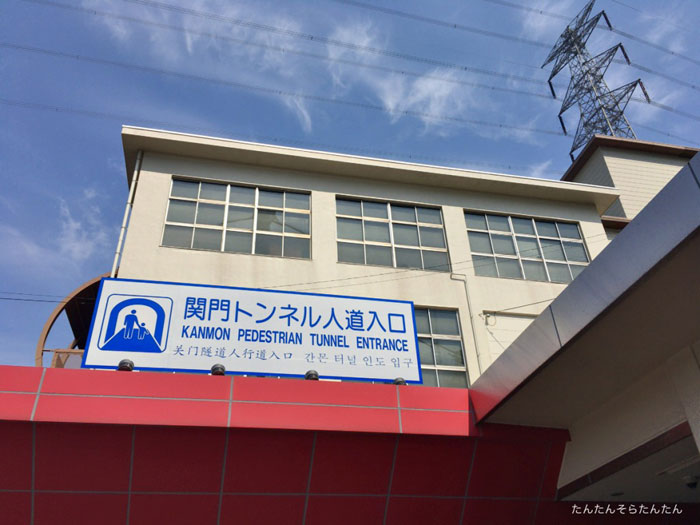 関門トンネル人道入口
KANMON PEDESTRIAN TUNNEL ENTRANCE
关门隧道人行道入口 간몬 터널 인도 입구
たんたんそらたんたん